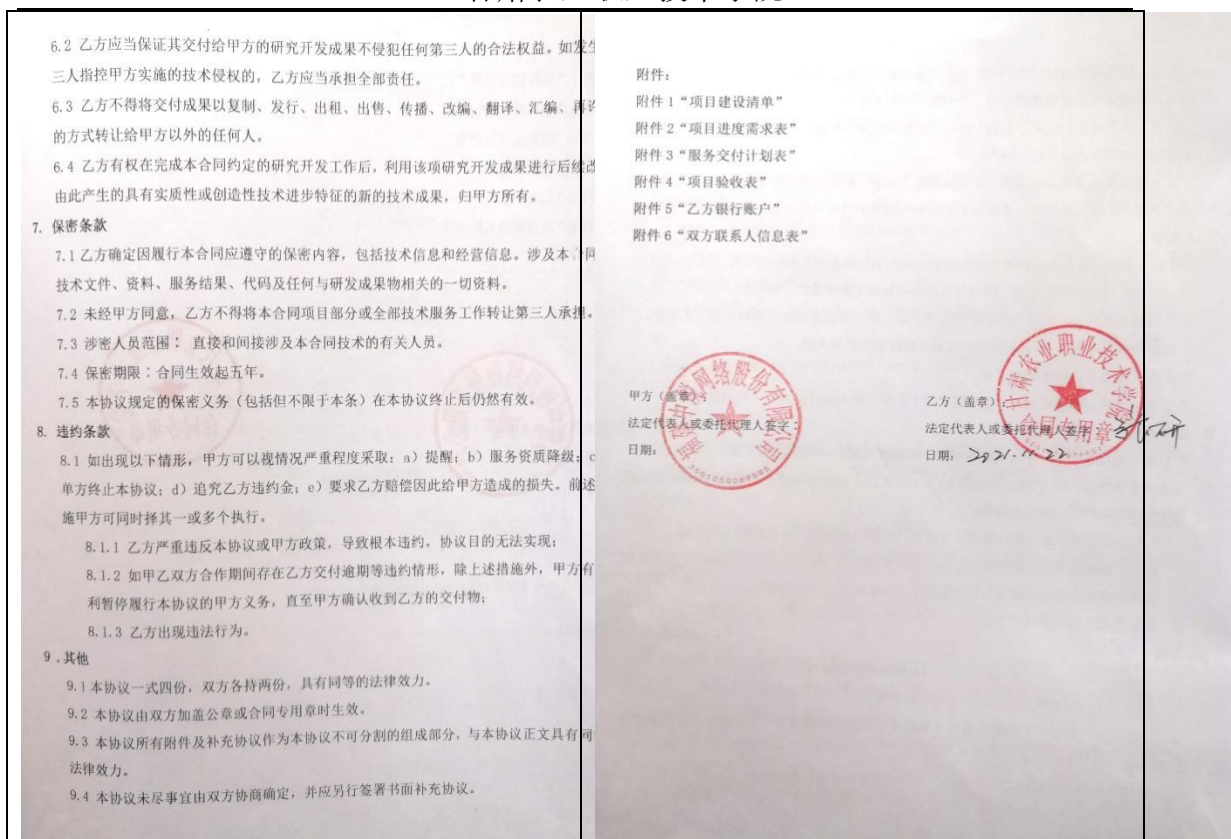 6.2 乙方应当保证其交付给甲方的研究开发成果不侵犯任何第三人的合法权益。如发生
三人指控甲方实施的技术侵权的，乙方应当承担全部责任。
6.3 乙方不得将交付成果以复制、发行、出租、出售、传播、改编、翻译、汇编、再许
的方式转让给甲方以外的任何人。
6.4 乙方有权在完成本合同约定的研究开发工作后，利用该项研究开发成果进行后续改
由此产生的具有实质性或创造性技术进步特征的新的技术成果，归甲方所有。
7. 保密条款
7.1 乙方确定因履行本合同应遵守的保密内容，包括技术信息和经营信息。涉及本合同
技术文件、资料、服务结果、代码及任何与研发成果物相关的一切资料。
7.2 未经甲方同意，乙方不得将本合同项目部分或全部技术服务工作转让第三人承担。
7.3 涉密人员范围： 直接和间接涉及本合同技术的有关人员。
7.4 保密期限：合同生效起五年。
7.5 本协议规定的保密义务（包括但不限于本条）在本协议终止后仍然有效。
8. 违约条款
8.1 如出现以下情形，甲方可以视情况严重程度采取：a）提醒；b）服务资质降级；c
单方终止本协议；d）追究乙方违约金；e）要求乙方赔偿因此给甲方造成的损失。前述
施甲方可同时择其一或多个执行。
8.1.1 乙方严重违反本协议或甲方政策，导致根本违约，协议目的无法实现；
8.1.2 如甲乙双方合作期间存在乙方交付逾期等违约情形，除上述措施外，甲方有
利暂停履行本协议的甲方义务，直至甲方确认收到乙方的交付物；
8.1.3 乙方出现违法行为。
9 .其他
9.1 本协议一式四份，双方各持两份，具有同等的法律效力。
9.2 本协议由双方加盖公章或合同专用章时生效。
9.3 本协议所有附件及补充协议作为本协议不可分割的组成部分，与本协议正文具有同
法律效力。
9.4 本协议未尽事宜由双方协商确定，并应另行签署书面补充协议。
附件：
附件 1“项目建设清单”
附件 2“项目进度需求表”
附件 3“服务交付计划表”
附件 4“项目验收表”
附件 5“乙方银行账户”
附件 6“双方联系人信息表”
甲方（盖章）：
法定代表人或委托代理人签字：
日期：
福建中锐网络股份有限公司
乙方（盖章）
法定代表人或委托代理人签字：
日期： 2021.11.22
甘肃农业职业技术学院
合同专用章